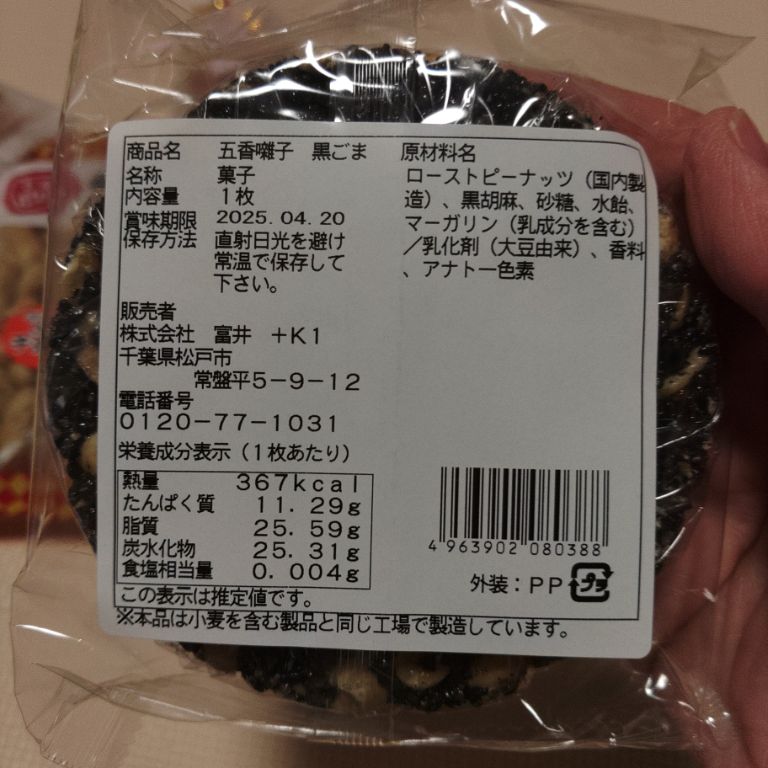 商品名　五香囃子　黒ごま
名称　菓子
内容量　1枚
賞味期限　2025.04.20
保存方法　直射日光を避け
常温で保存して
下さい。
販売者
株式会社　富井　+K1
千葉県松戸市
常盤平5-9-12
電話番号
0120-77-1031
栄養成分表示（1枚あたり）
熱量　367kcal
たんぱく質　11.29g
脂質　25.59g
炭水化物　25.31g
食塩相当量　0.004g
この表示は推定値です。
※本品は小麦を含む製品と同じ工場で製造しています。
原材料名
ローストピーナッツ（国内製
造）、黒胡麻、砂糖、水飴、
マーガリン（乳成分を含む）
／乳化剤（大豆由来）、香料
、アナトー色素
4 963902 080388
外装：PP プラ